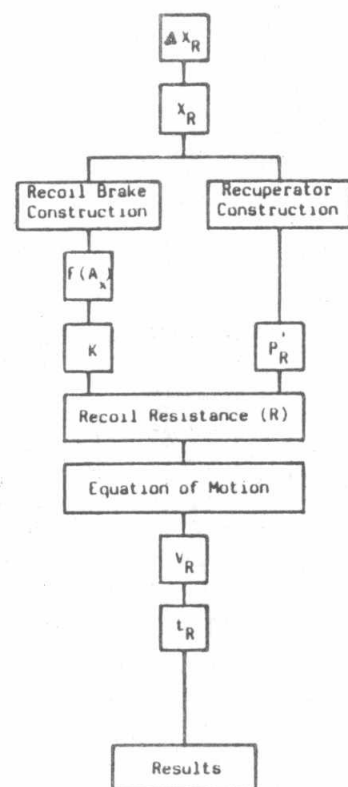 Δ X_R
X_R
Recoil Brake
Construction
Recuperator
Construction
F(A_x)
K
P'_R
Recoil Resistance (R)
Equation of Motion
V_R
t_R
Results